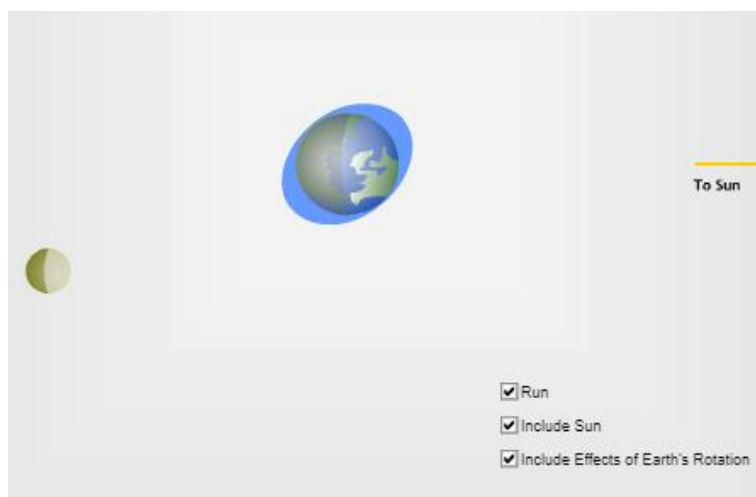 To Sun
Run
Include Sun
Include Effects of Earth's Rotation